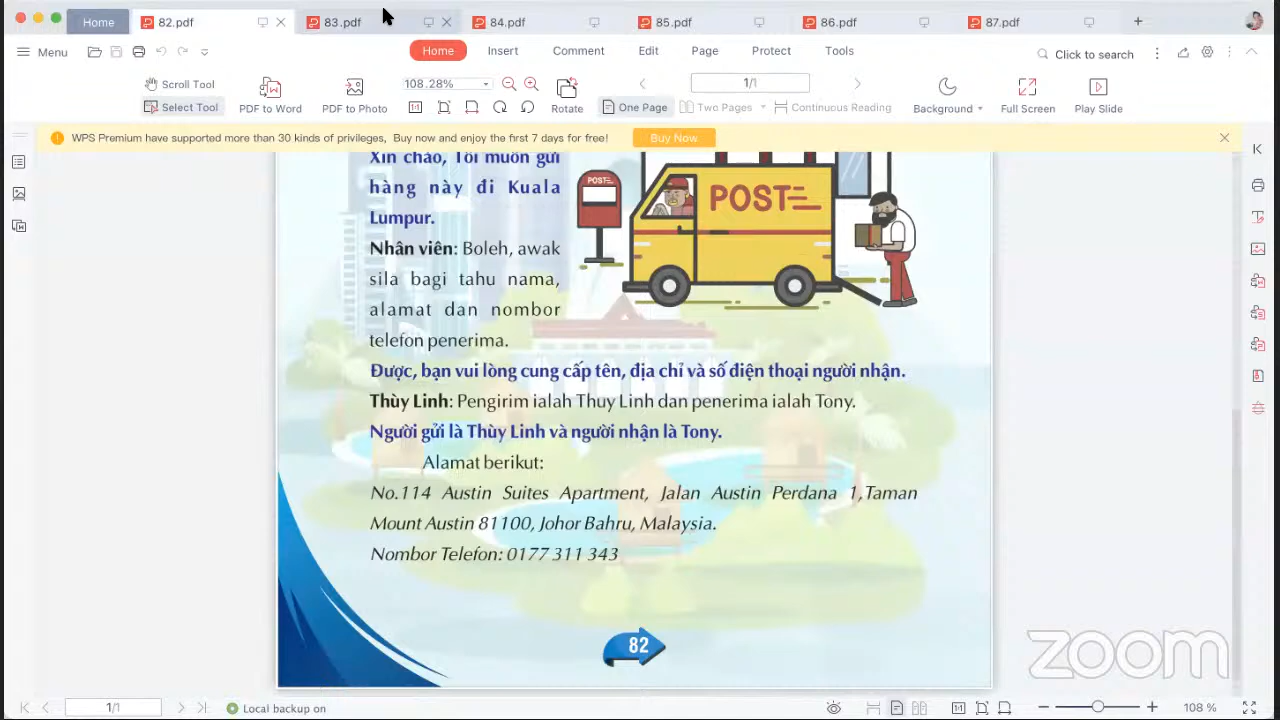 Home
82.pdf
83.pdf
84.pdf
85.pdf
86.pdf
87.pdf
Menu
Home
Insert
Comment
Edit
Page
Protect
Tools
Click to search
Scroll Tool
Select Tool
PDF to Word
PDF to Photo
108.28%
Rotate
1/1
One Page
Two Pages
Continuous Reading
Background
Full Screen
Play Slide
WPS Premium have supported more than 30 kinds of privileges, Buy now and enjoy the first 7 days for free!
Buy Now
Xin chào, Tôi muốn gửi
hàng này đi Kuala
Lumpur.
POST
POST
Nhân viên: Boleh, awak
sila bagi tahu nama,
alamat dan nombor
telefon penerima.
Được, bạn vui lòng cung cấp tên, địa chỉ và số điện thoại người nhận.
Thùy Linh: Pengirim ialah Thuy Linh dan penerima ialah Tony.
Người gửi là Thùy Linh và người nhận là Tony.
Alamat berikut:
No.114 Austin Suites Apartment, Jalan Austin Perdana 1,Taman
Mount Austin 81100, Johor Bahru, Malaysia.
Nombor Telefon: 0177 311 343
82
zoom
1/1
Local backup on
108 %